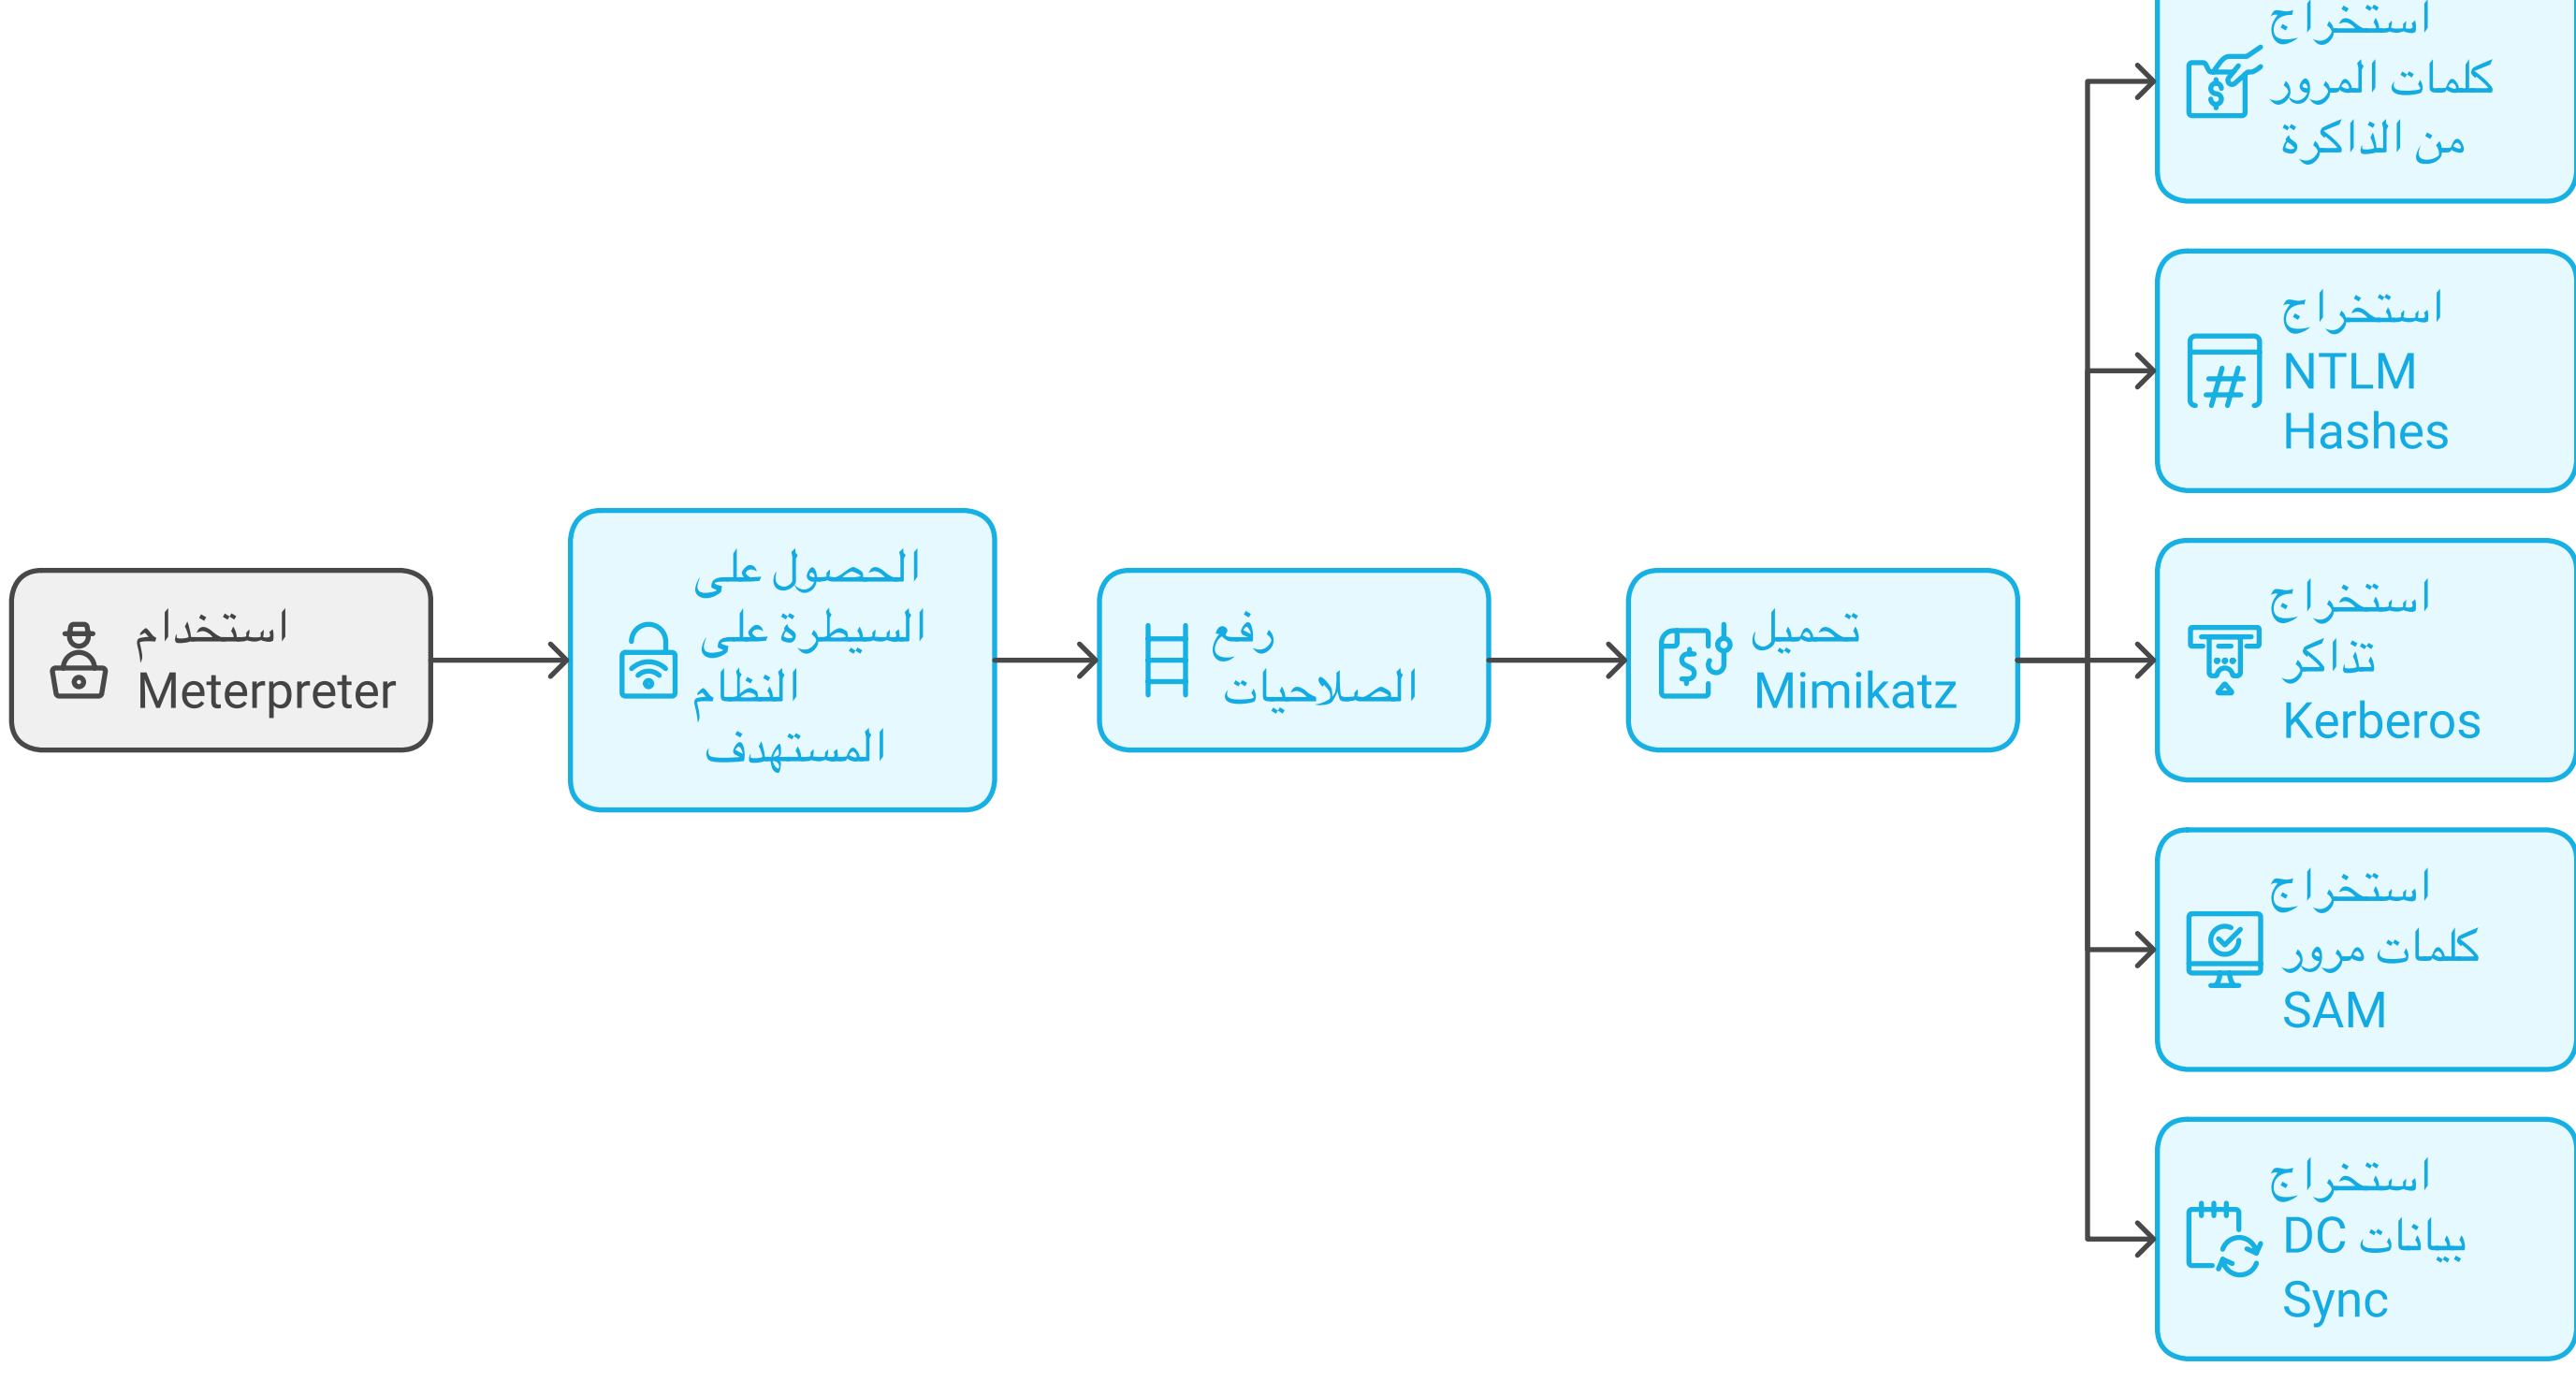 استخدام
Meterpreter
الحصول على
السيطرة على
النظام
المستهدف
رفع
الصلاحيات
تحميل
Mimikatz
استخراج
كلمات المرور
من الذاكرة
استخراج
NTLM
Hashes
استخراج
تذاكر
Kerberos
استخراج
كلمات مرور
SAM
استخراج
بيانات DC
Sync